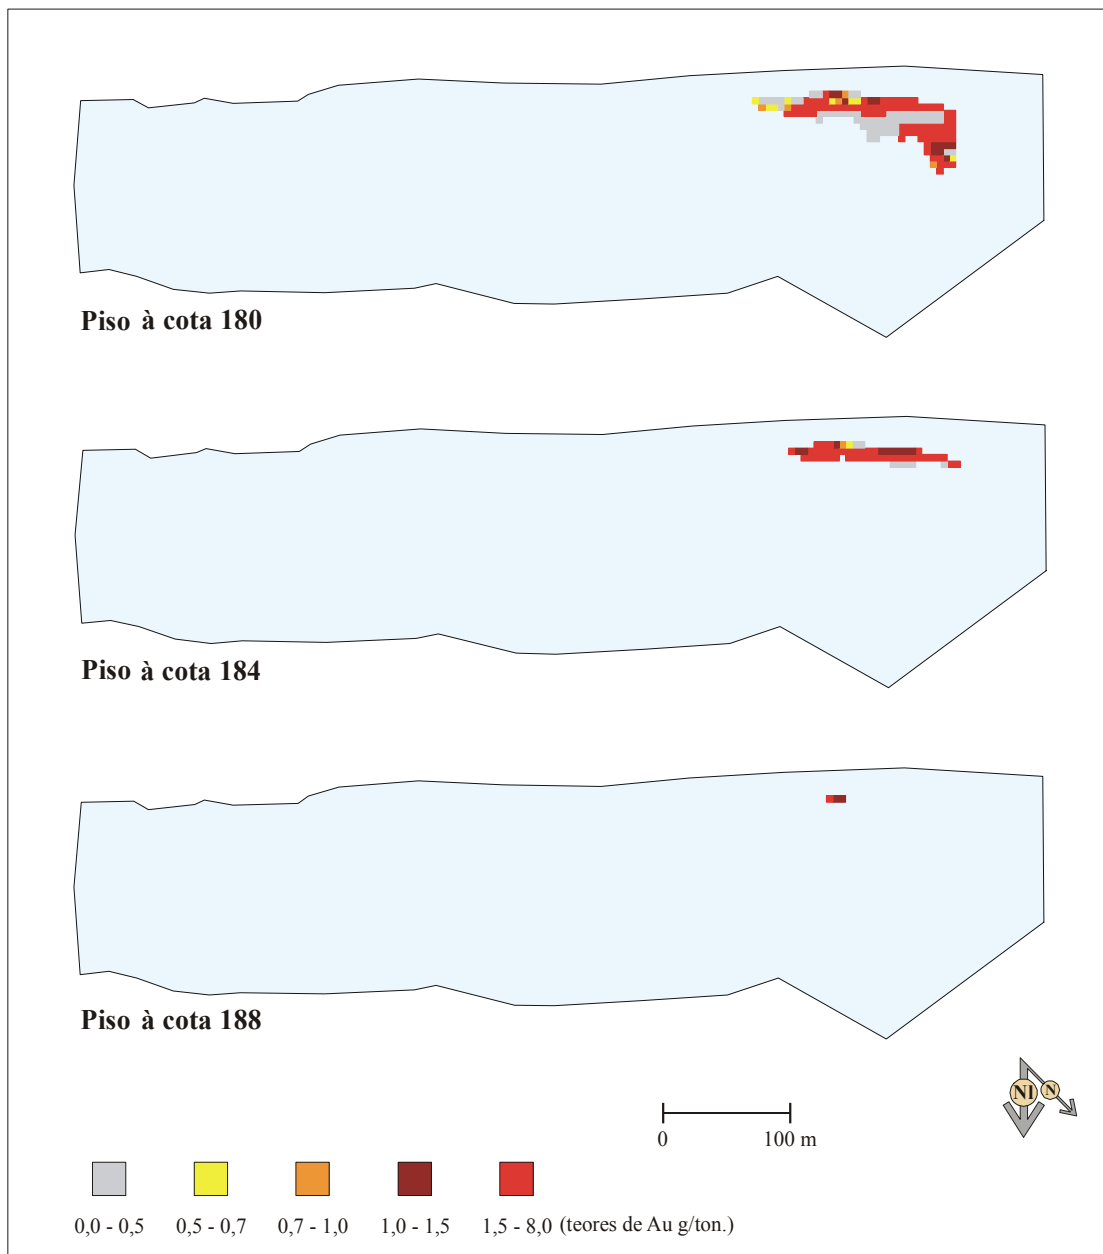 Piso à cota 180
Piso à cota 184
Piso à cota 188
NI N
0 100 m
0,0 - 0,5 0,5 - 0,7 0,7 - 1,0 1,0 - 1,5 1,5 - 8,0 (teores de Au g/ton.)